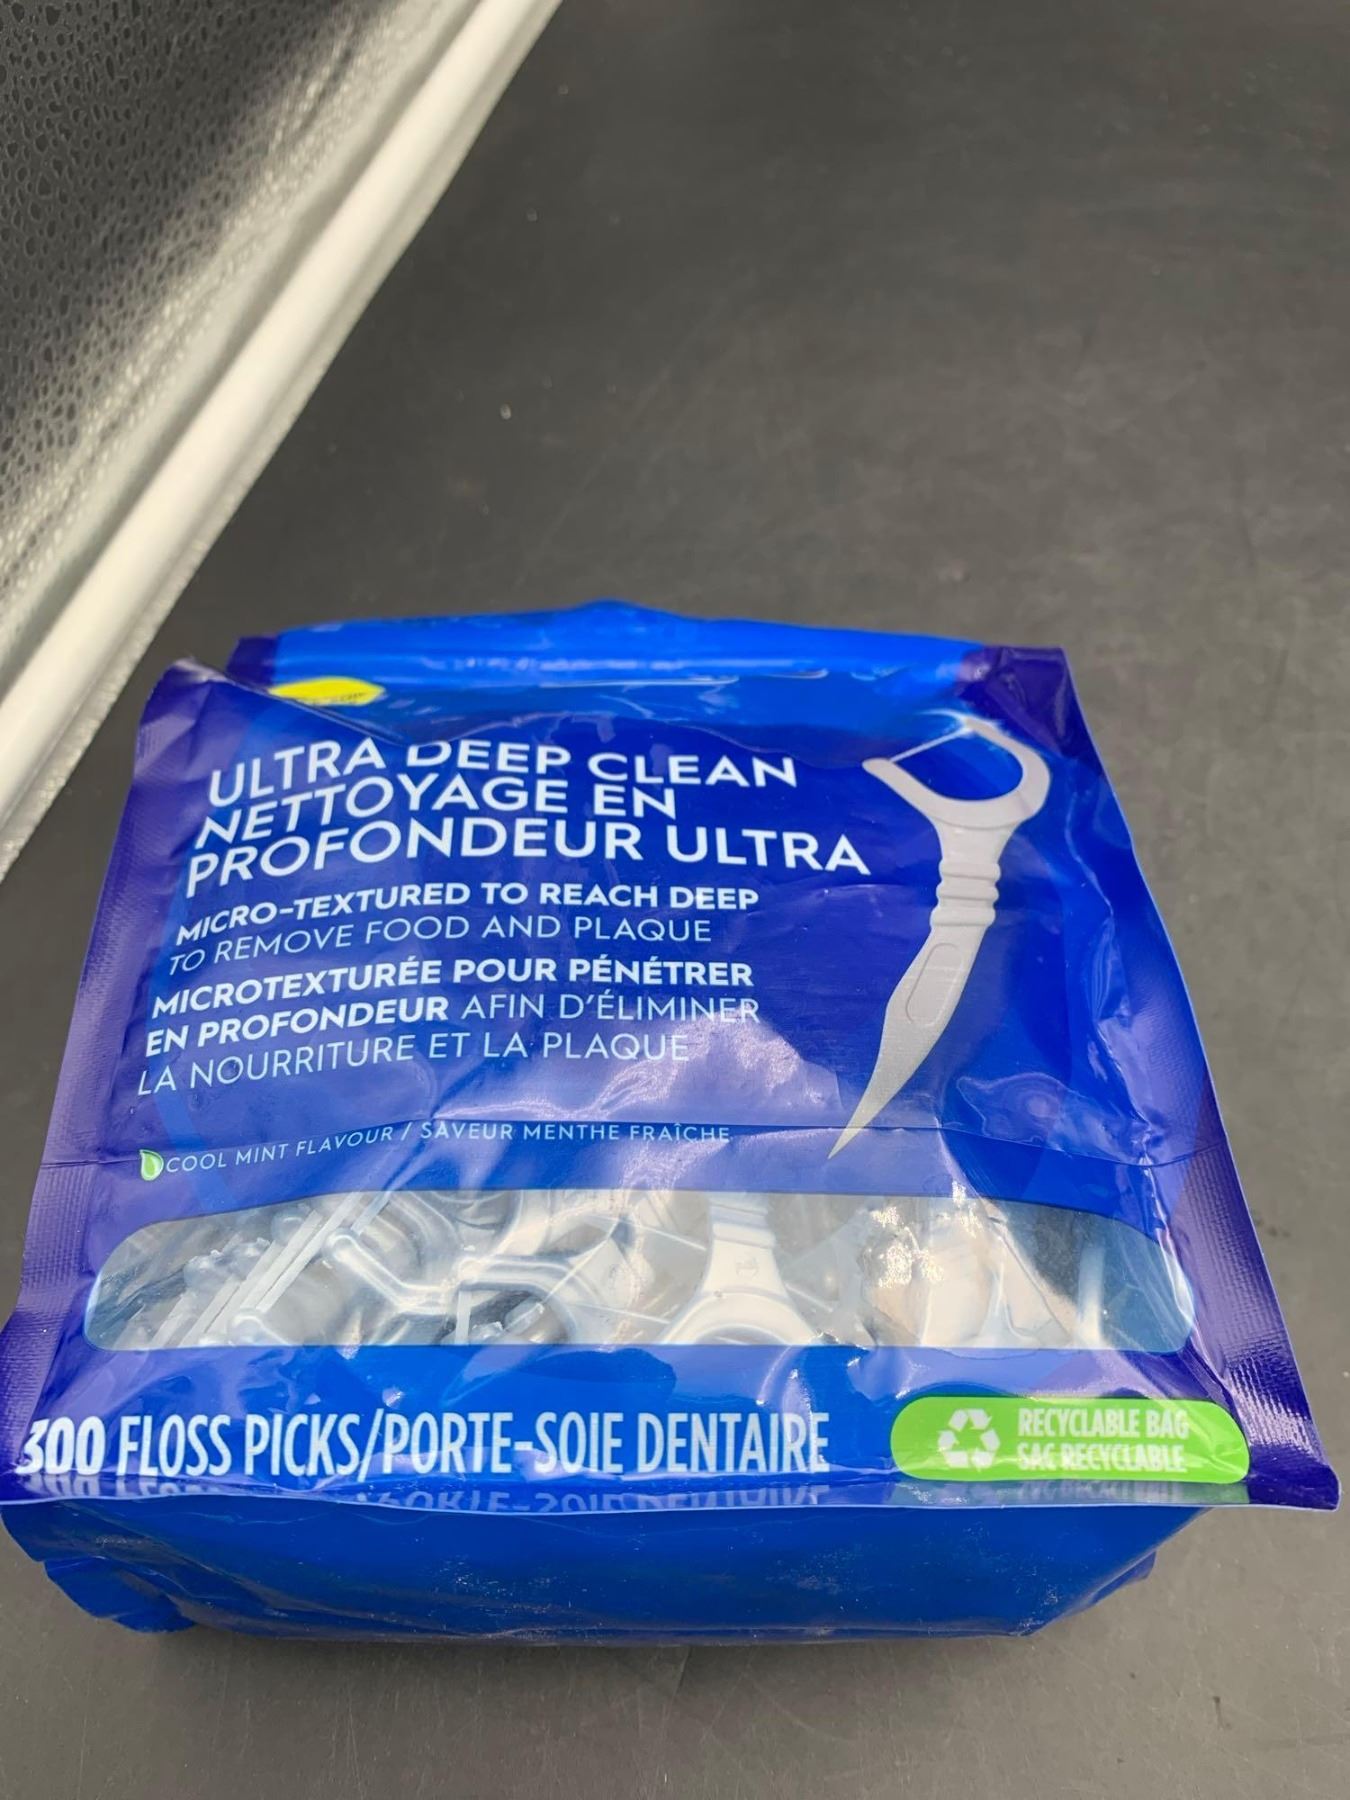 ULTRA DEEP CLEAN
NETTOYAGE EN
PROFONDEUR ULTRA
MICRO-TEXTURED TO REACH DEEP
TO REMOVE FOOD AND PLAQUE
MICROTEXTURÉE POUR PÉNÉTRER
EN PROFONDEUR AFIN D'ÉLIMINER
LA NOURRITURE ET LA PLAQUE
COOL MINT FLAVOUR / SAVEUR MENTHE FRAÎCHE
300 FLOSS PICKS/PORTE-SOIE DENTAIRE
RECYCLABLE BAG
SAC RECYCLABLE